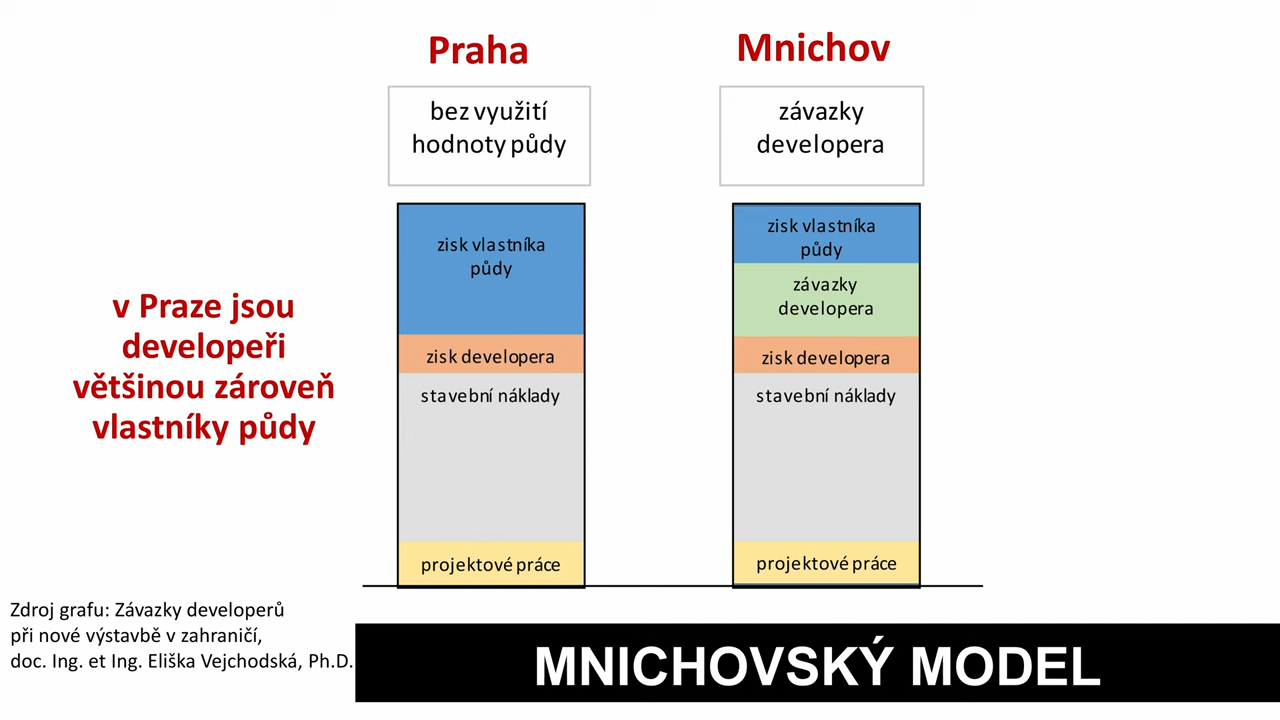 Praha
bez využití
hodnoty půdy
zisk vlastníka
půdy
zisk developera
stavební náklady
projektové práce
Mnichov
závazky
developera
zisk vlastníka
půdy
závazky
developera
zisk developera
stavební náklady
projektové práce
v Praze jsou
developeři
většinou zároveň
vlastníky půdy
Zdroj grafu: Závazky developerů
při nové výstavbě v zahraničí,
doc. Ing. et Ing. Eliška Vejchodská, Ph.D.
MNICHOVSKÝ MODEL